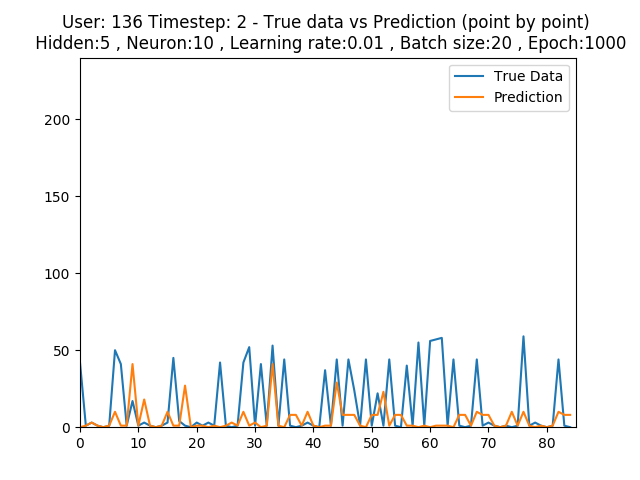 User: 136 Timestep: 2 - True data vs Prediction (point by point)
Hidden:5 , Neuron:10 , Learning rate:0.01 , Batch size:20 , Epoch:1000
True Data
Prediction
200
150
100
50
0
0 10 20 30 40 50 60 70 80